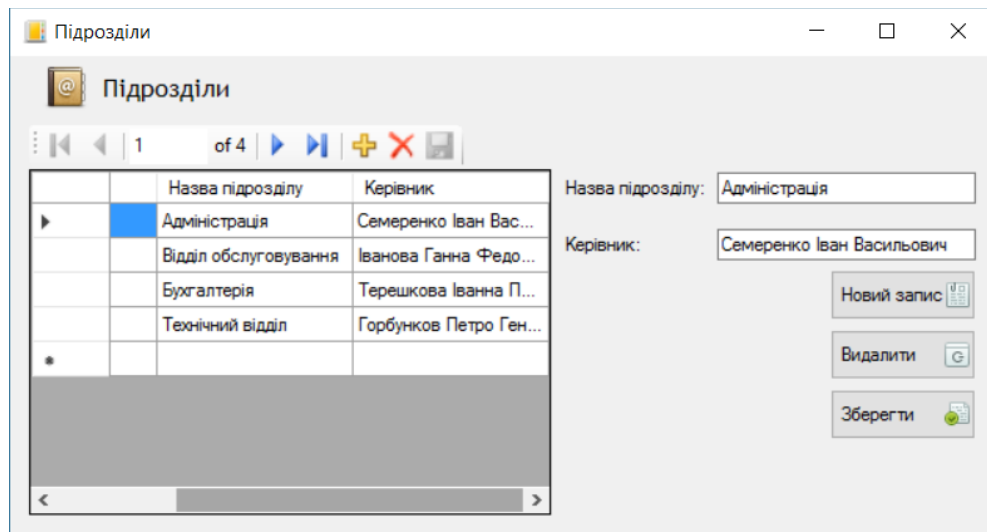 Підрозділи
Підрозділи
1 of 4
Назва підрозділу Керівник
Адміністрація Семеренко Іван Вас...
Відділ обслуговування Іванова Ганна Федо...
Бухгалтерія Терешкова Іванна П...
Технічний відділ Горбунков Петро Ген...
Назва підрозділу: Адміністрація
Керівник: Семеренко Іван Васильович
Новий запис
Видалити
Зберегти